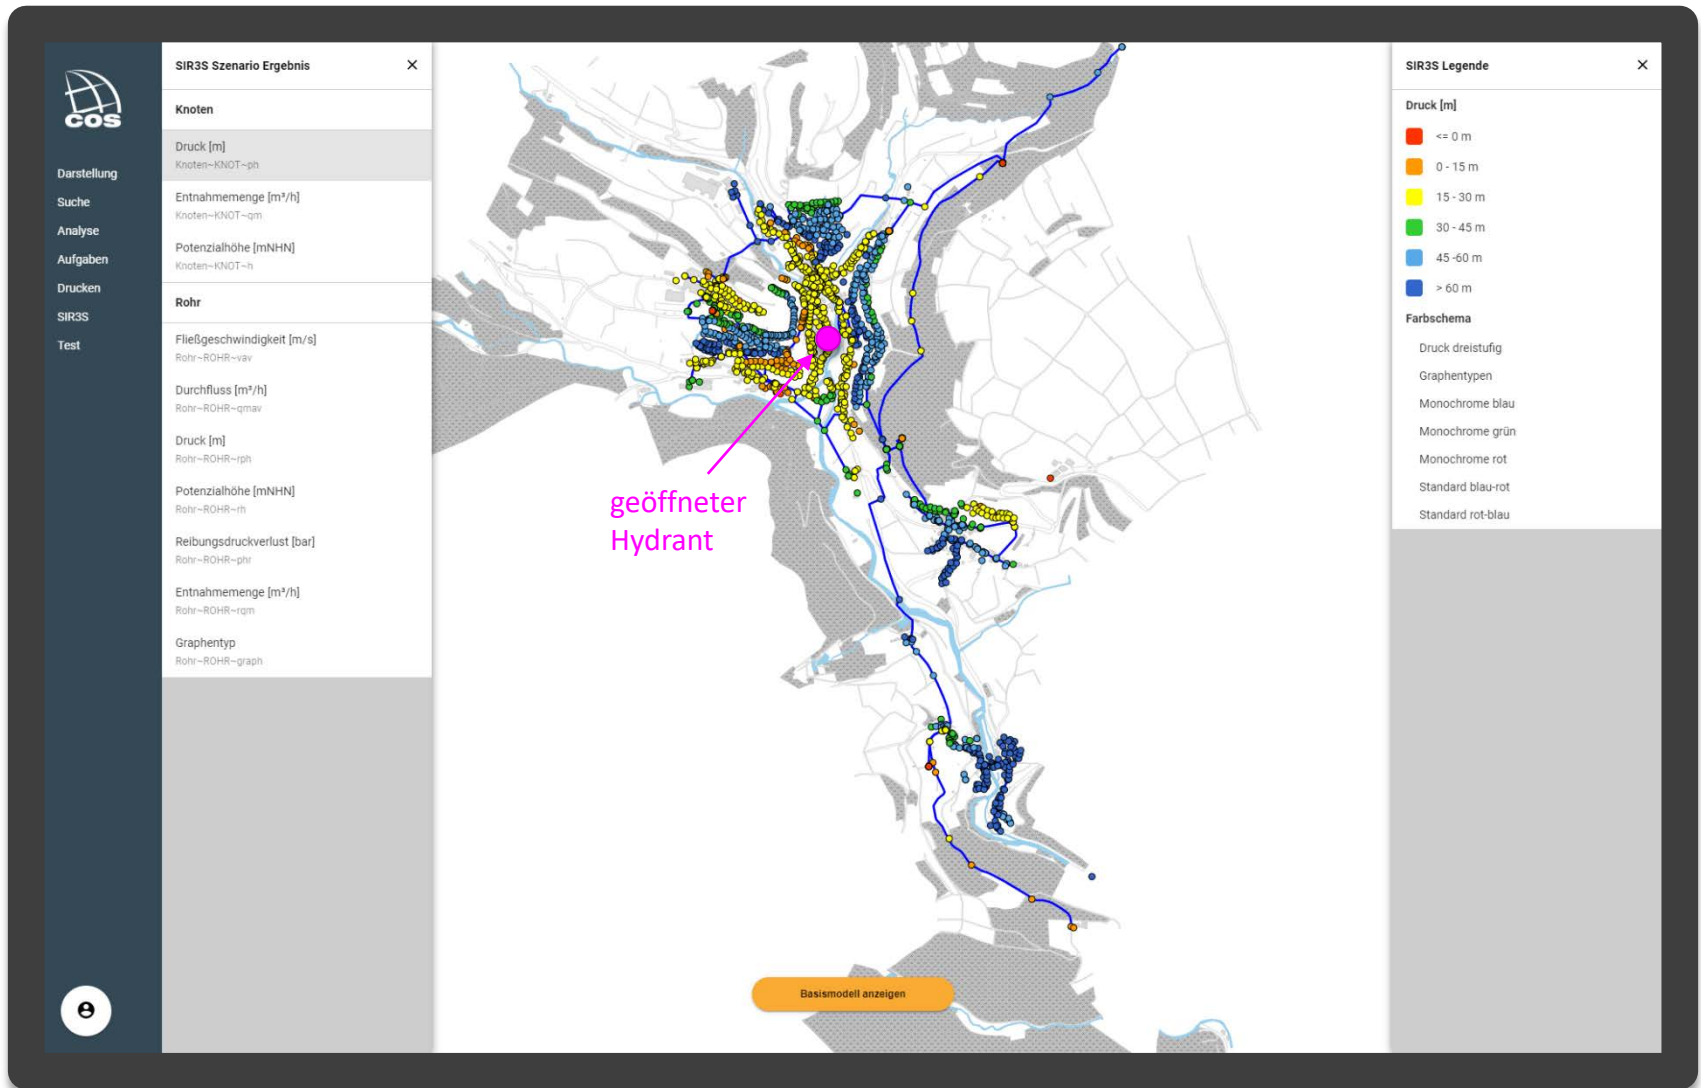 cos
Darstellung
Suche
Analyse
Aufgaben
Drucken
SIR3S
Test
SIR3S Szenario Ergebnis
Knoten
Druck [m]
Knoten~KNOT~ph
Entnahmemenge [m³/h]
Knoten~KNOT~qm
Potenzialhöhe [mNHN]
Knoten~KNOT~h
Rohr
Fließgeschwindigkeit [m/s]
Rohr~ROHR~vav
Durchfluss [m³/h]
Rohr~ROHR~qmav
Druck [m]
Rohr~ROHR~rph
Potenzialhöhe [mNHN]
Rohr~ROHR~rh
Reibungsdruckverlust [bar]
Rohr~ROHR~phr
Entnahmemenge [m³/h]
Rohr~ROHR~rqm
Graphentyp
Rohr~ROHR~graph
geöffneter
Hydrant
Basismodell anzeigen
SIR3S Legende
Druck [m]
<= 0 m
0 - 15 m
15 - 30 m
30 - 45 m
45 -60 m
> 60 m
Farbschema
Druck dreistufig
Graphentypen
Monochrome blau
Monochrome grün
Monochrome rot
Standard blau-rot
Standard rot-blau